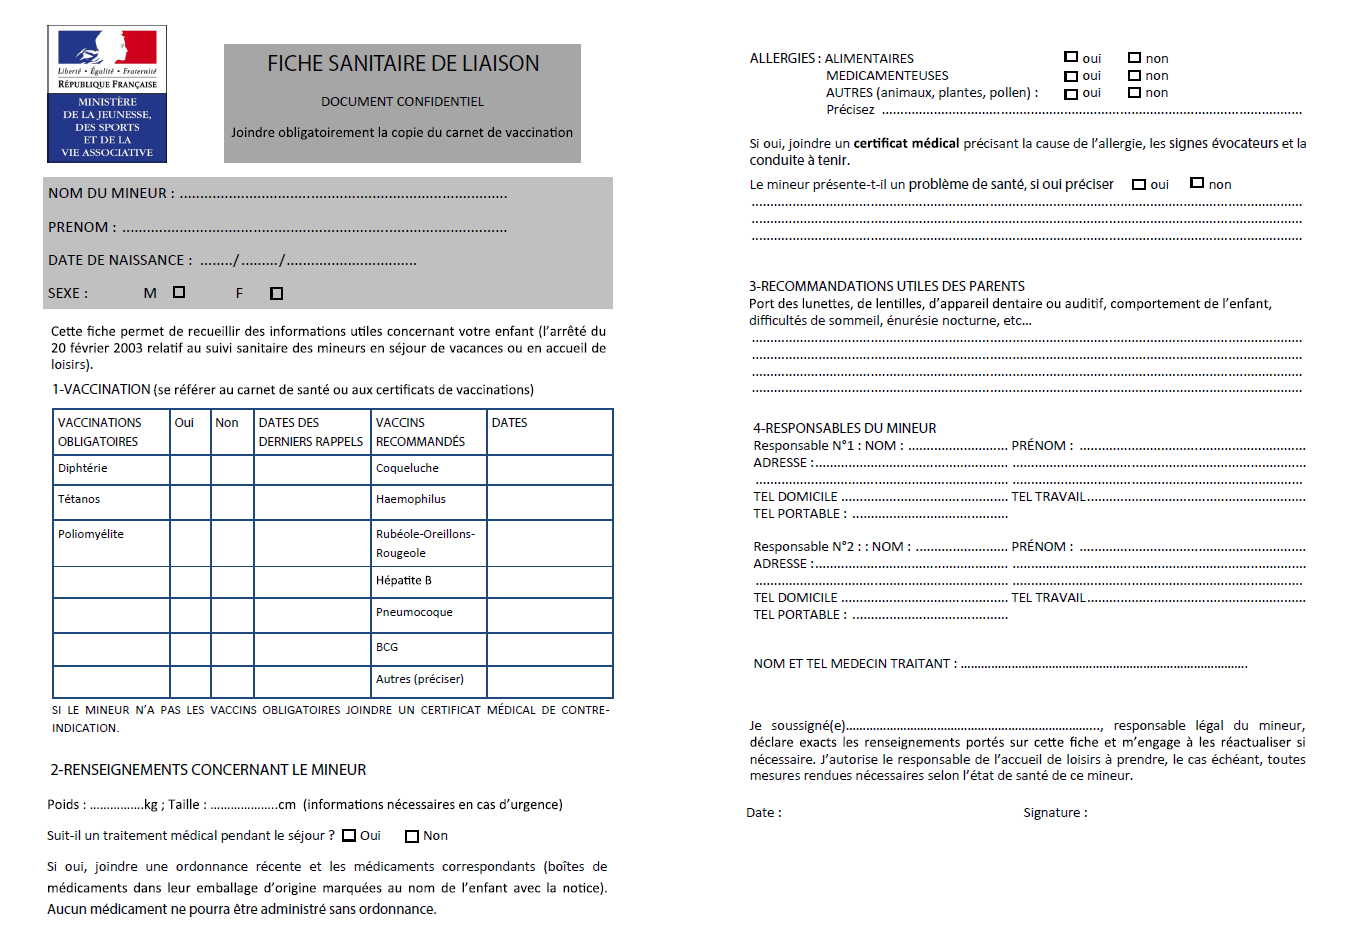 Liberté • Égalité • Fraternité
RÉPUBLIQUE FRANÇAISE
MINISTÈRE
DE LA JEUNESSE,
DES SPORTS
ET DE LA
VIE ASSOCIATIVE
FICHE SANITAIRE DE LIAISON
DOCUMENT CONFIDENTIEL
Joindre obligatoirement la copie du carnet de vaccination
NOM DU MINEUR : ................................................................................
PRENOM : ..............................................................................................
DATE DE NAISSANCE : ......../........./................................
SEXE : M F
Cette fiche permet de recueillir des informations utiles concernant votre enfant (l’arrêté du
20 février 2003 relatif au suivi sanitaire des mineurs en séjour de vacances ou en accueil de
loisirs).
1-VACCINATION (se référer au carnet de santé ou aux certificats de vaccinations)
VACCINATIONS OBLIGATOIRES Oui Non DATES DES DERNIERS RAPPELS VACCINS RECOMMANDÉS DATES
Diphtérie Coqueluche
Tétanos Haemophilus
Poliomyélite Rubéole-Oreillons-
Rougeole
Hépatite B
Pneumocoque
BCG
Autres (préciser)
SI LE MINEUR N’A PAS LES VACCINS OBLIGATOIRES JOINDRE UN CERTIFICAT MÉDICAL DE CONTRE-
INDICATION.
2-RENSEIGNEMENTS CONCERNANT LE MINEUR
Poids : ................kg ; Taille : ....................cm (informations nécessaires en cas d’urgence)
Suit-il un traitement médical pendant le séjour ? Oui Non
Si oui, joindre une ordonnance récente et les médicaments correspondants (boîtes de
médicaments dans leur emballage d’origine marquées au nom de l’enfant avec la notice).
Aucun médicament ne pourra être administré sans ordonnance.
ALLERGIES : ALIMENTAIRES oui non
MEDICAMENTEUSES oui non
AUTRES (animaux, plantes, pollen) : oui non
Précisez ........................................................................................................
Si oui, joindre un certificat médical précisant la cause de l’allergie, les signes évocateurs et la
conduite à tenir.
Le mineur présente-t-il un problème de santé, si oui préciser oui non
........................................................................................................................................
........................................................................................................................................
........................................................................................................................................
3-RECOMMANDATIONS UTILES DES PARENTS
Port des lunettes, de lentilles, d’appareil dentaire ou auditif, comportement de l’enfant,
difficultés de sommeil, énurésie nocturne, etc...
........................................................................................................................................
........................................................................................................................................
........................................................................................................................................
........................................................................................................................................
4-RESPONSABLES DU MINEUR
Responsable N°1 : NOM : ......................... PRÉNOM : ........................................................
ADRESSE :................................................ ........................................................................
.............................................................. ........................................................................
TEL DOMICILE ......................................... TEL TRAVAIL......................................................
TEL PORTABLE : ......................................
Responsable N°2 : : NOM : ....................... PRÉNOM : ........................................................
ADRESSE :................................................ ........................................................................
.............................................................. ........................................................................
TEL DOMICILE ......................................... TEL TRAVAIL......................................................
TEL PORTABLE : ......................................
NOM ET TEL MEDECIN TRAITANT : ......................................................................................
Je soussigné(e)..........................................................................., responsable légal du mineur,
déclare exacts les renseignements portés sur cette fiche et m’engage à les réactualiser si
nécessaire. J’autorise le responsable de l’accueil de loisirs à prendre, le cas échéant, toutes
mesures rendues nécessaires selon l’état de santé de ce mineur.
Date : Signature :